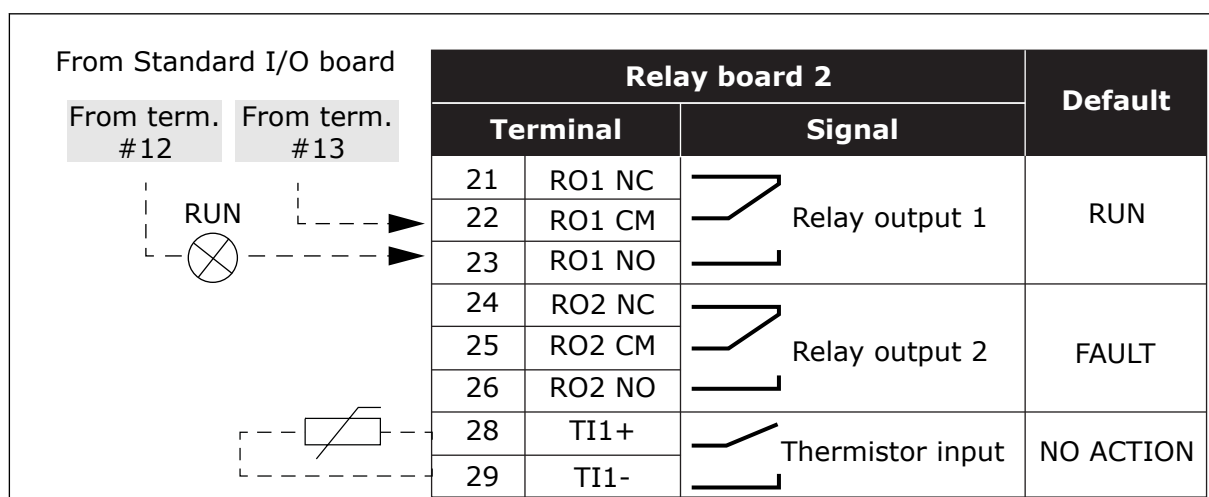 From Standard I/O board
From term. #12
From term. #13
RUN
Relay board 2
Default
Terminal
Signal
21 RO1 NC
22 RO1 CM Relay output 1 RUN
23 RO1 NO
24 RO2 NC
25 RO2 CM Relay output 2 FAULT
26 RO2 NO
28 TI1+ Thermistor input NO ACTION
29 TI1-